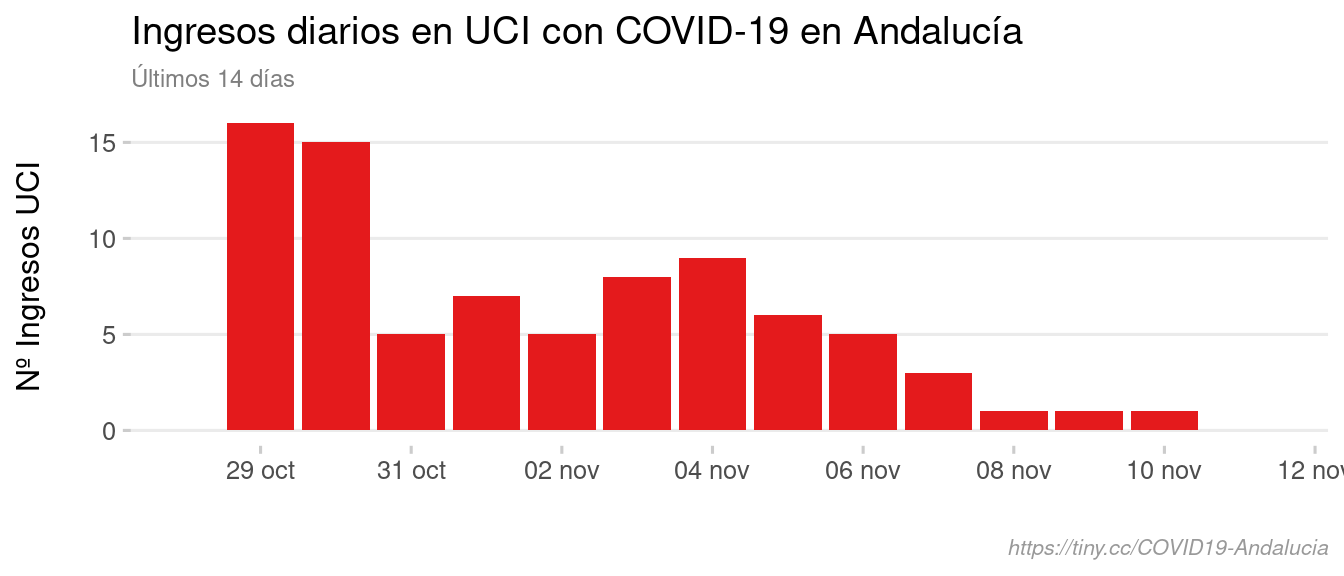 Ingresos diarios en UCI con COVID-19 en Andalucía
Últimos 14 días
Nº Ingresos UCI
15
10
5
0
29 oct 31 oct 02 nov 04 nov 06 nov 08 nov 10 nov 12 nov
https://tiny.cc/COVID19-Andalucia